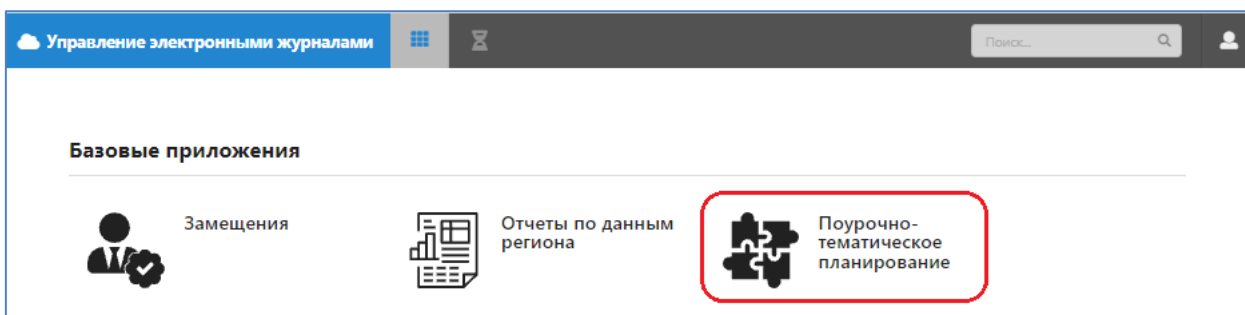 Управление электронными журналами
Поиск...
Базовые приложения
Замещения
Отчеты по данным
региона
Поурочно-
тематическое
планирование